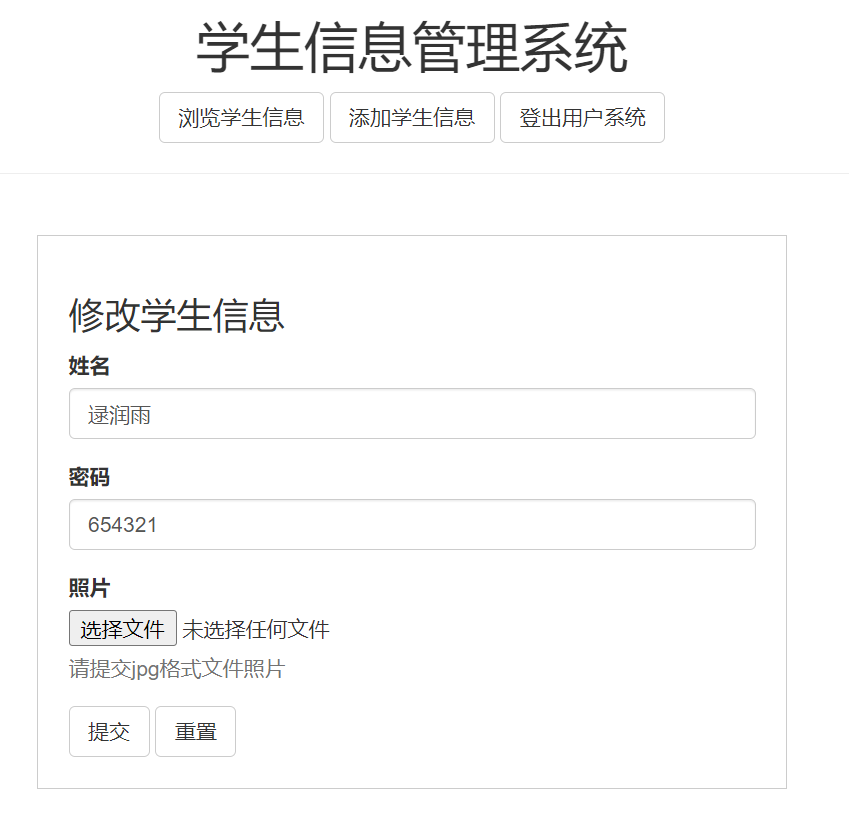 学生信息管理系统
浏览学生信息 添加学生信息 登出用户系统
修改学生信息
姓名
逯润雨
密码
654321
照片
选择文件 未选择任何文件
请提交jpg格式文件照片
提交 重置